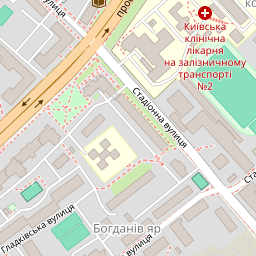 Київська
клінічна
лікарня
на залізничному
транспорті
№2
Стадіонна вулиця
Богданів яр
Гладківська вулиця
вулиця